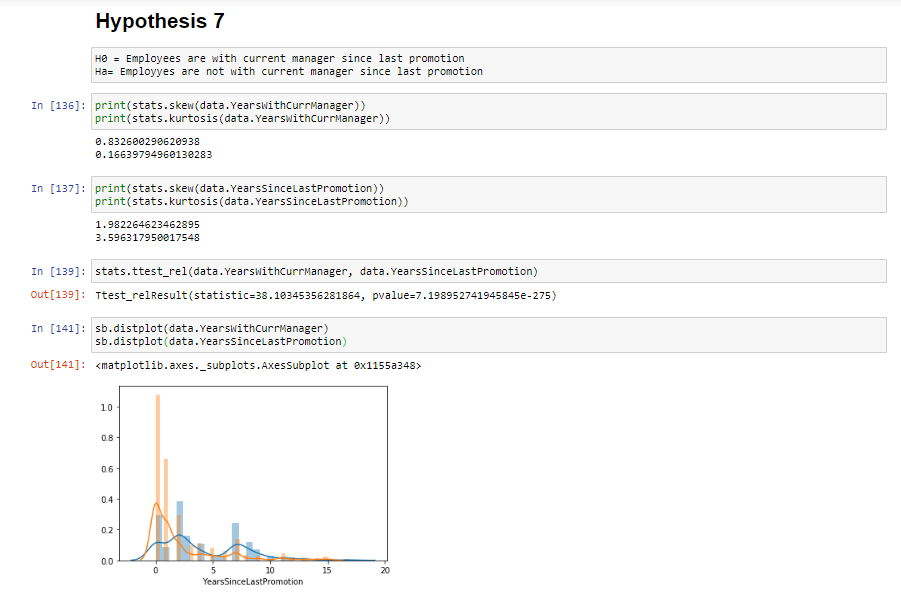 Hypothesis 7
H0 = Employees are with current manager since last promotion
Ha= Employyes are not with current manager since last promotion
In [136]: print(stats.skew(data.YearsWithCurrManager))
print(stats.kurtosis(data.YearsWithCurrManager))
0.832600290620938
0.16639794960130283
In [137]: print(stats.skew(data.YearsSinceLastPromotion))
print(stats.kurtosis(data.YearsSinceLastPromotion))
1.982264623462895
3.596317950017548
In [139]: stats.ttest_rel(data.YearsWithCurrManager, data.YearsSinceLastPromotion)
Out[139]: Ttest_relResult(statistic=38.10345356281864, pvalue=7.198952741945845e-275)
In [141]: sb.distplot(data.YearsWithCurrManager)
sb.distplot(data.YearsSinceLastPromotion)
Out[141]: <matplotlib.axes._subplots.AxesSubplot at 0x1155a348>
1.0
0.8
0.6
0.4
0.2
0.0
0 5 10 15 20
YearsSinceLastPromotion